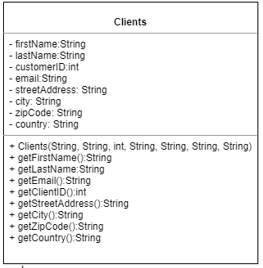 Clients
- firstName:String
- lastName:String
- customerID:int
- email:String
- streetAddress: String
- city: String
- zipCode: String
- country: String
+ Clients(String, String, int, String, String, String, String)
+ getFirstName():String
+ getLastName:String
+ getEmail():String
+ getClientID():int
+ getStreetAddress():String
+ getCity():String
+ getZipCode():String
+ getCountry():String